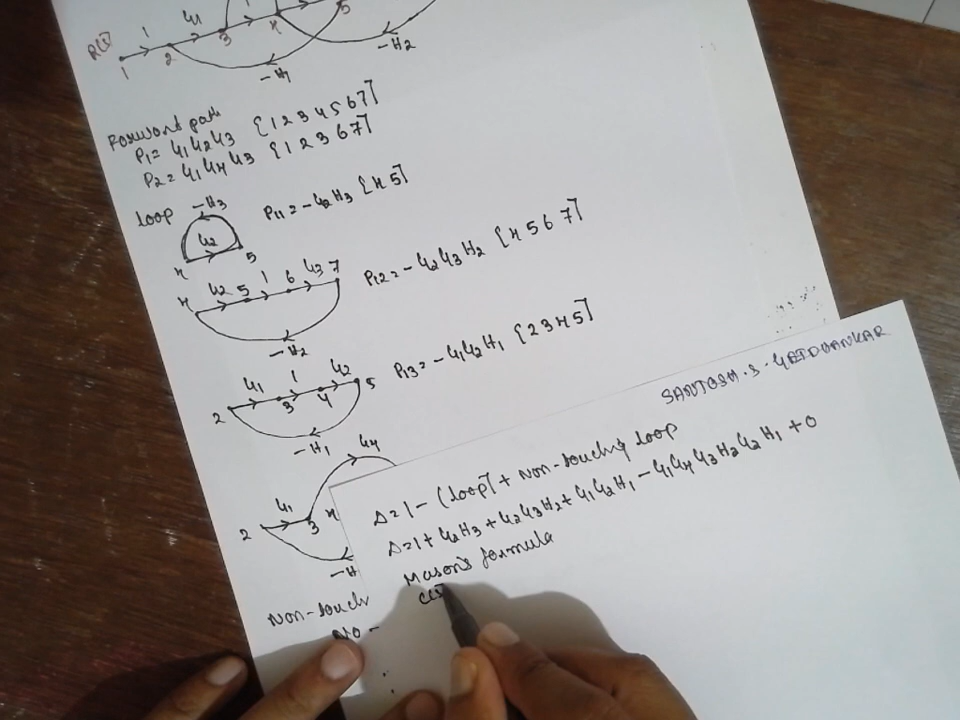 R(s) 1 G1 1
1 2 3 4 5
-H1 -H2
Forward path
P1 = G1G2G3 [1 2 3 4 5 6 7]
P2 = G1G4G3 [1 2 3 6 7]
loop -H3 P11 = -G2H3 [4 5]
G2
4 5
4 G2 5 1 6 G3 7 P12 = -G2G3H2 [4 5 6 7]
-H2
2 G1 3 1 4 G2 5 P13 = -G1G2H1 [2 3 4 5]
-H1
SANTOSH.S.
G4
2 G1 3 4
-H
Δ=1 - [loop] + Non-touching loop
Δ=1 + G2H3 + G2G3H2 + G1G2H1 - G1G4G3H2G2H1 + 0
Mason's formula
C(s)
Non-touch
No -